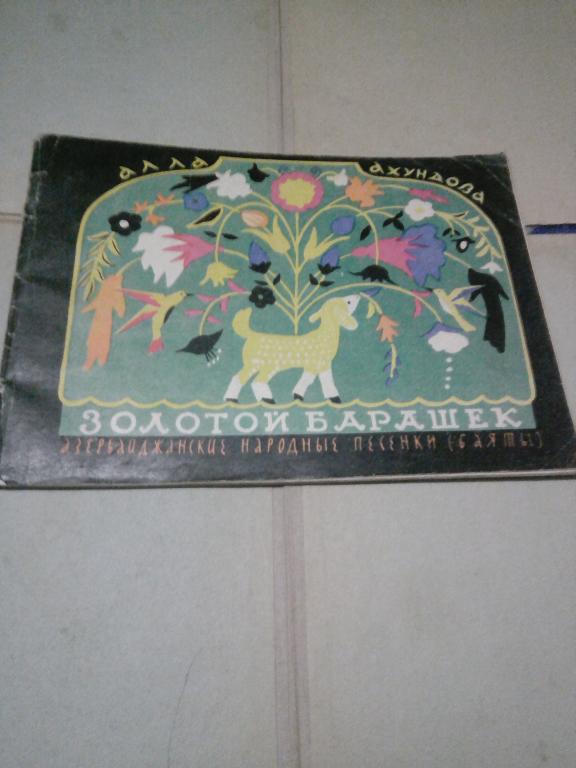 АЛЛА АХУНДОВА
ЗОЛОТОЙ БАРАШЕК
АЗЕРБАЙДЖАНСКИЕ НАРОДНЫЕ ПЕСЕНКИ (БАЯТЫ)